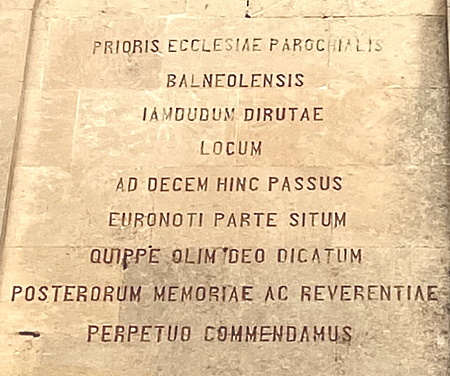 PRIORIS ECCLESIAE PAROCHIALIS
BALNEOLENSIS
IAMDUDUM DIRUTAE
LOCUM
AD DECEM HINC PASSUS
EURONOTI PARTE SITUM
QUIPPE OLIM DEO DICATUM
POSTERORUM MEMORIAE AC REVERENTIAE
PERPETUO COMMENDAMUS